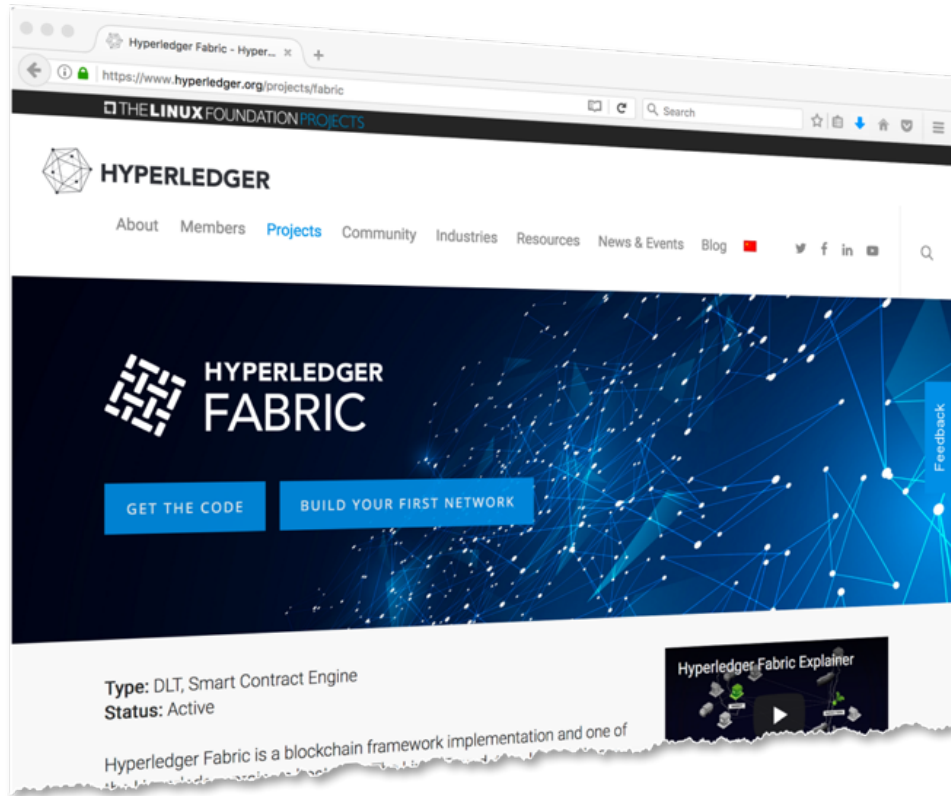 Hyperledger Fabric - Hyper... × +
https://www.hyperledger.org/projects/fabric
Search
THE LINUX FOUNDATION PROJECTS
HYPERLEDGER
About Members Projects Community Industries Resources News & Events Blog
HYPERLEDGER
FABRIC
Feedback
GET THE CODE BUILD YOUR FIRST NETWORK
Type: DLT, Smart Contract Engine
Status: Active
Hyperledger Fabric Explainer
Hyperledger Fabric is a blockchain framework implementation and one of